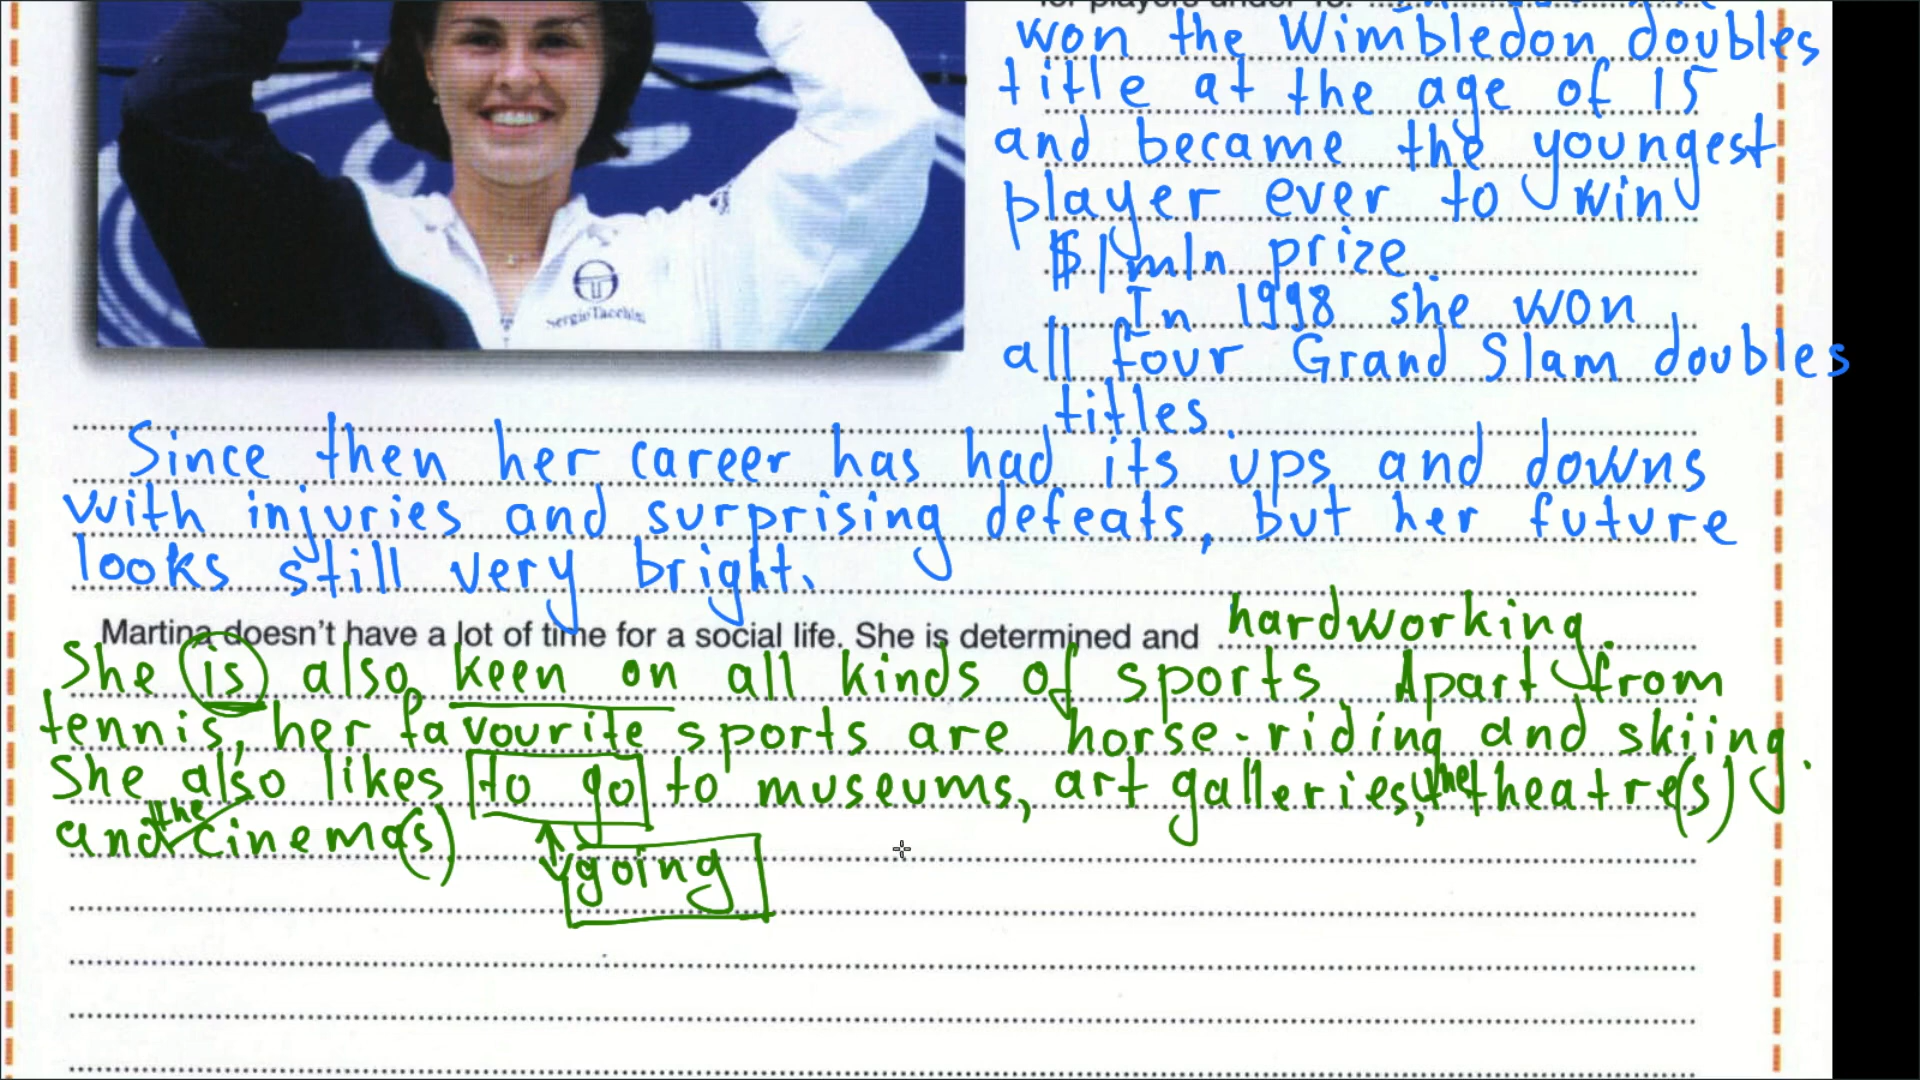 won the Wimbledon doubles
title at the age of 15
and became the youngest
player ever to win
$1mln prize
In 1998 she won
all four Grand Slam doubles
titles
Sergio Tacchini
Since then her career has had its ups and downs
with injuries and surprising defeats, but her future
looks still very bright.
Martina doesn't have a lot of time for a social life. She is determined and hardworking.
She is also keen on all kinds of sports Apart from
tennis, her favourite sports are horse-riding and skiing.
She also likes to go to museums, art galleries, the theatre(s)
and the cinema(s)
going